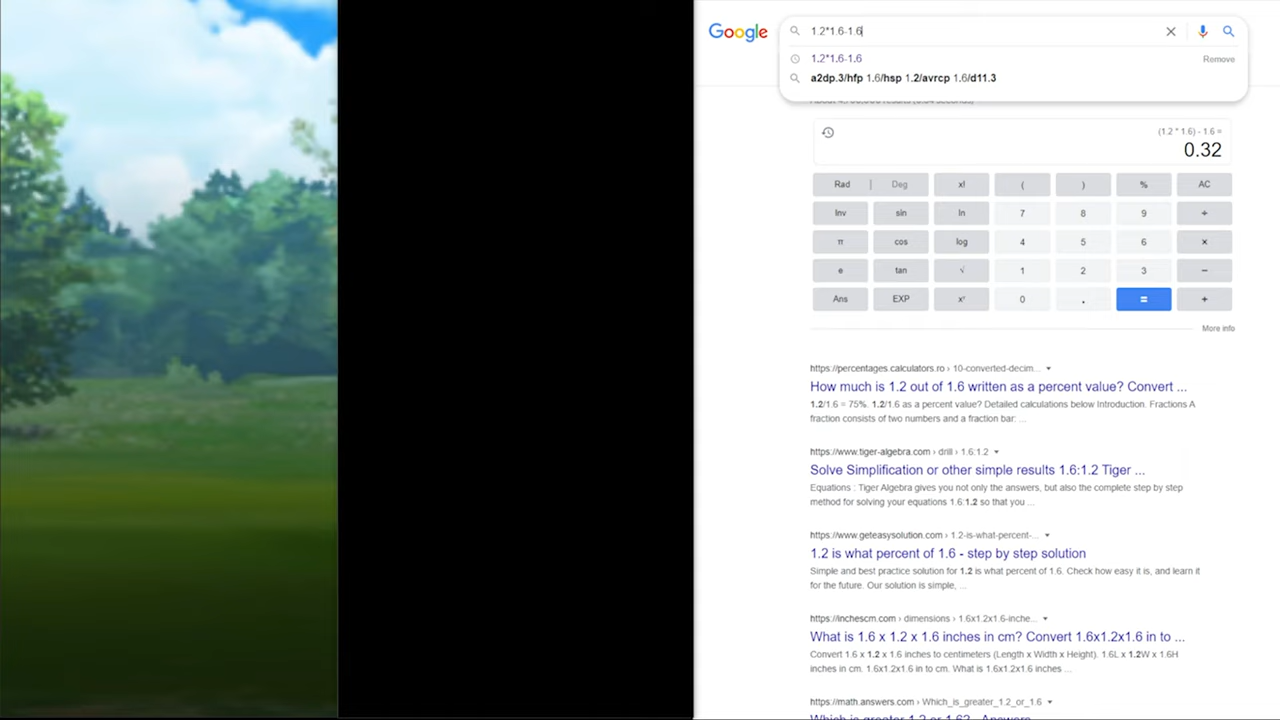 Google
1.2*1.6-1.6
1.2*1.6-1.6 Remove
a2dp.3/hfp 1.6/hsp 1.2/avrcp 1.6/d11.3
(1.2 * 1.6) - 1.6 =
0.32
Rad | Deg x! ( ) % AC
Inv sin ln 7 8 9 ÷
π cos log 4 5 6 ×
e tan √ 1 2 3 −
Ans EXP xʸ 0 . = +
More info
https://percentages.calculators.ro › 10-converted-decim...
How much is 1.2 out of 1.6 written as a percent value? Convert ...
1.2/1.6 = 75%. 1.2/1.6 as a percent value? Detailed calculations below Introduction. Fractions A
fraction consists of two numbers and a fraction bar: ...
https://www.tiger-algebra.com › drill › 1.6:1.2
Solve Simplification or other simple results 1.6:1.2 Tiger ...
Equations : Tiger Algebra gives you not only the answers, but also the complete step by step
method for solving your equations 1.6:1.2 so that you ...
https://www.geteasysolution.com › 1.2-is-what-percent-...
1.2 is what percent of 1.6 - step by step solution
Simple and best practice solution for 1.2 is what percent of 1.6. Check how easy it is, and learn it
for the future. Our solution is simple, ...
https://inchescm.com › dimensions › 1.6x1.2x1.6-inche...
What is 1.6 x 1.2 x 1.6 inches in cm? Convert 1.6x1.2x1.6 in to ...
Convert 1.6 x 1.2 x 1.6 inches to centimeters (Length x Width x Height). 1.6L x 1.2W x 1.6H
inches in cm. 1.6x1.2x1.6 in to cm. What is 1.6x1.2x1.6 inches ...
https://math.answers.com › Which_is_greater_1.2_or_1.6
Which is greater 1.2 or 1.6? - Answers